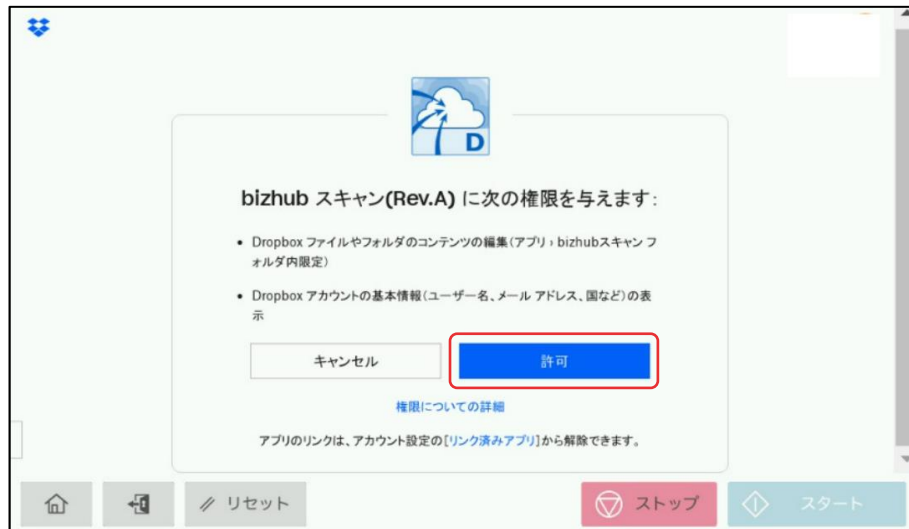 D
bizhub スキャン(Rev.A) に次の権限を与えます:
• Dropbox ファイルやフォルダのコンテンツの編集(アプリ › bizhubスキャン フ
ォルダ内限定)
• Dropbox アカウントの基本情報(ユーザー名、メール アドレス、国など)の表
示
キャンセル
許可
権限についての詳細
アプリのリンクは、アカウント設定の[リンク済みアプリ]から解除できます。
リセット
ストップ
スタート